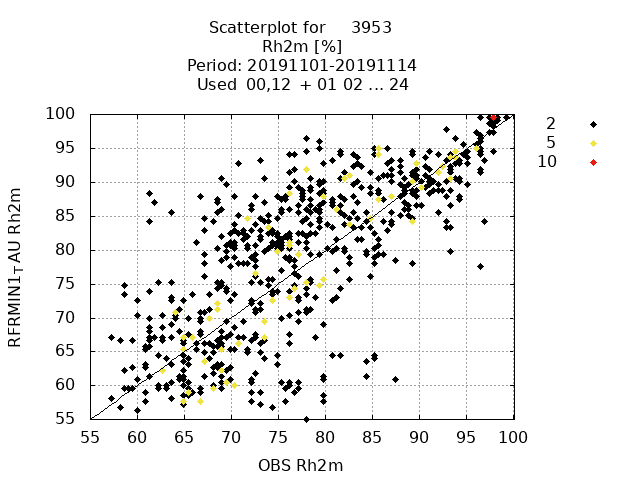 Scatterplot for 3953
Rh2m [%]
Period: 20191101-20191114
Used 00,12 + 01 02 ... 24
RFRMIN1T AU Rh2m
100
95
90
85
80
75
70
65
60
55
55 60 65 70 75 80 85 90 95 100
OBS Rh2m
2
5
10